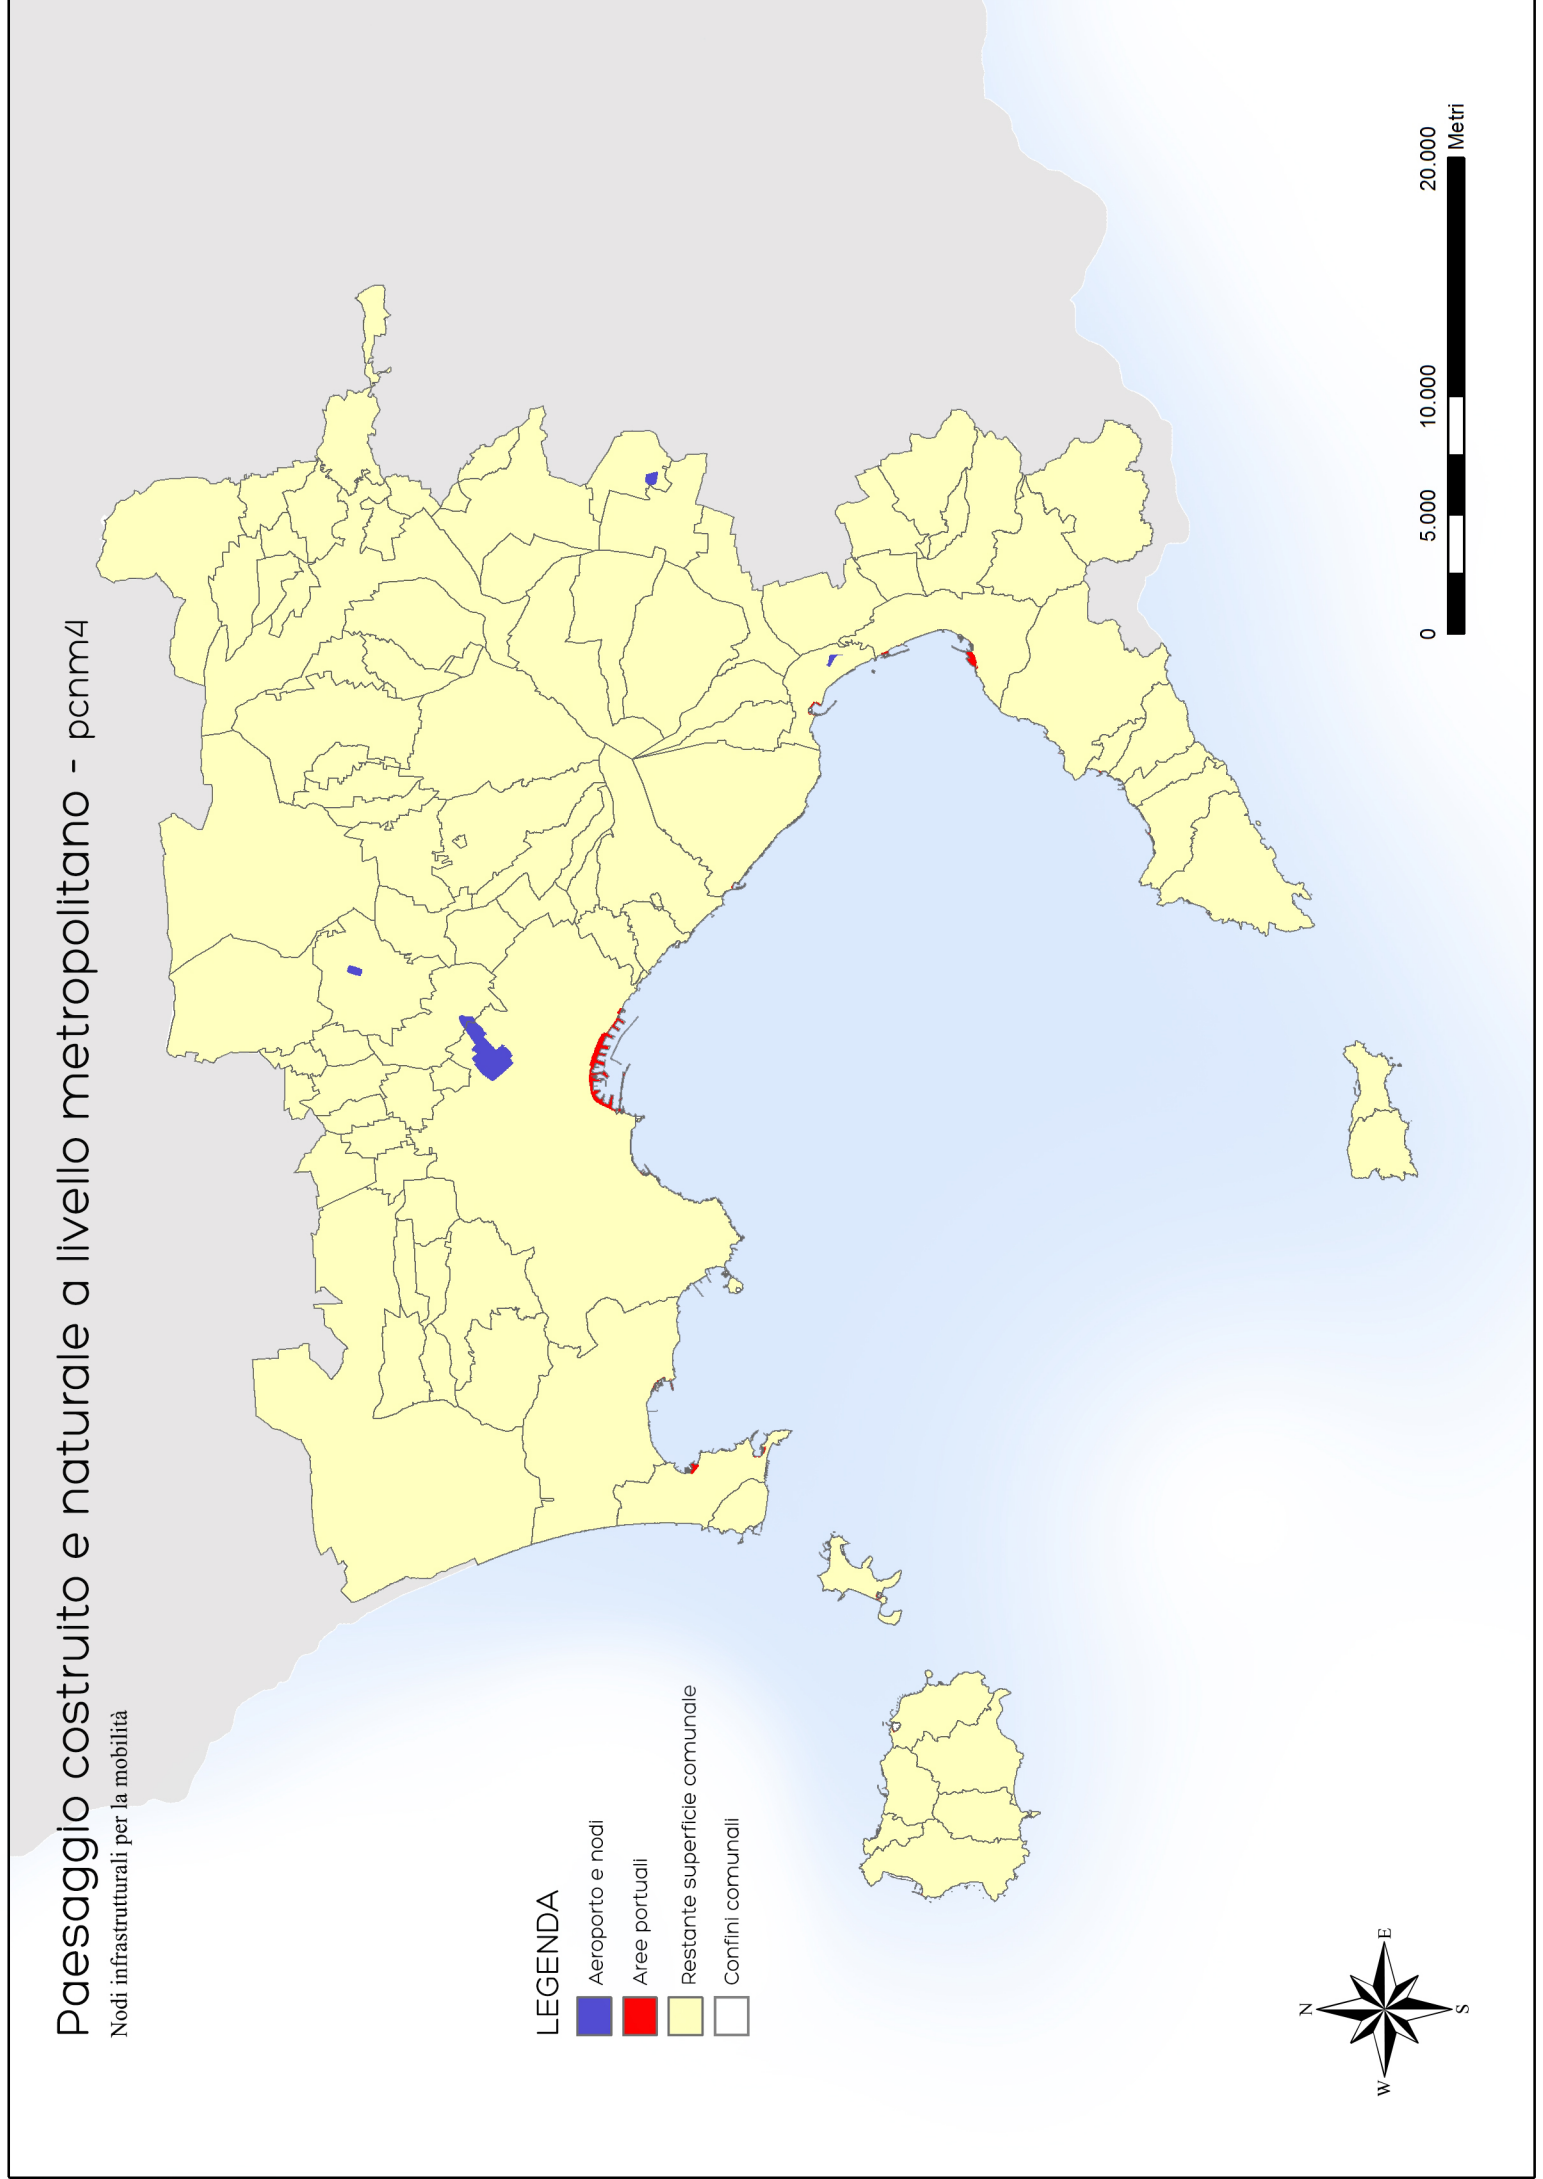 Paesaggio costruito e naturale a livello metropolitano - pcnm4
Nodi infrastrutturali per la mobilità
LEGENDA
Aeroporto e nodi
Aree portuali
Restante superficie comunale
Confini comunali
N
W
E
S
0
5.000
10.000
20.000
Metri